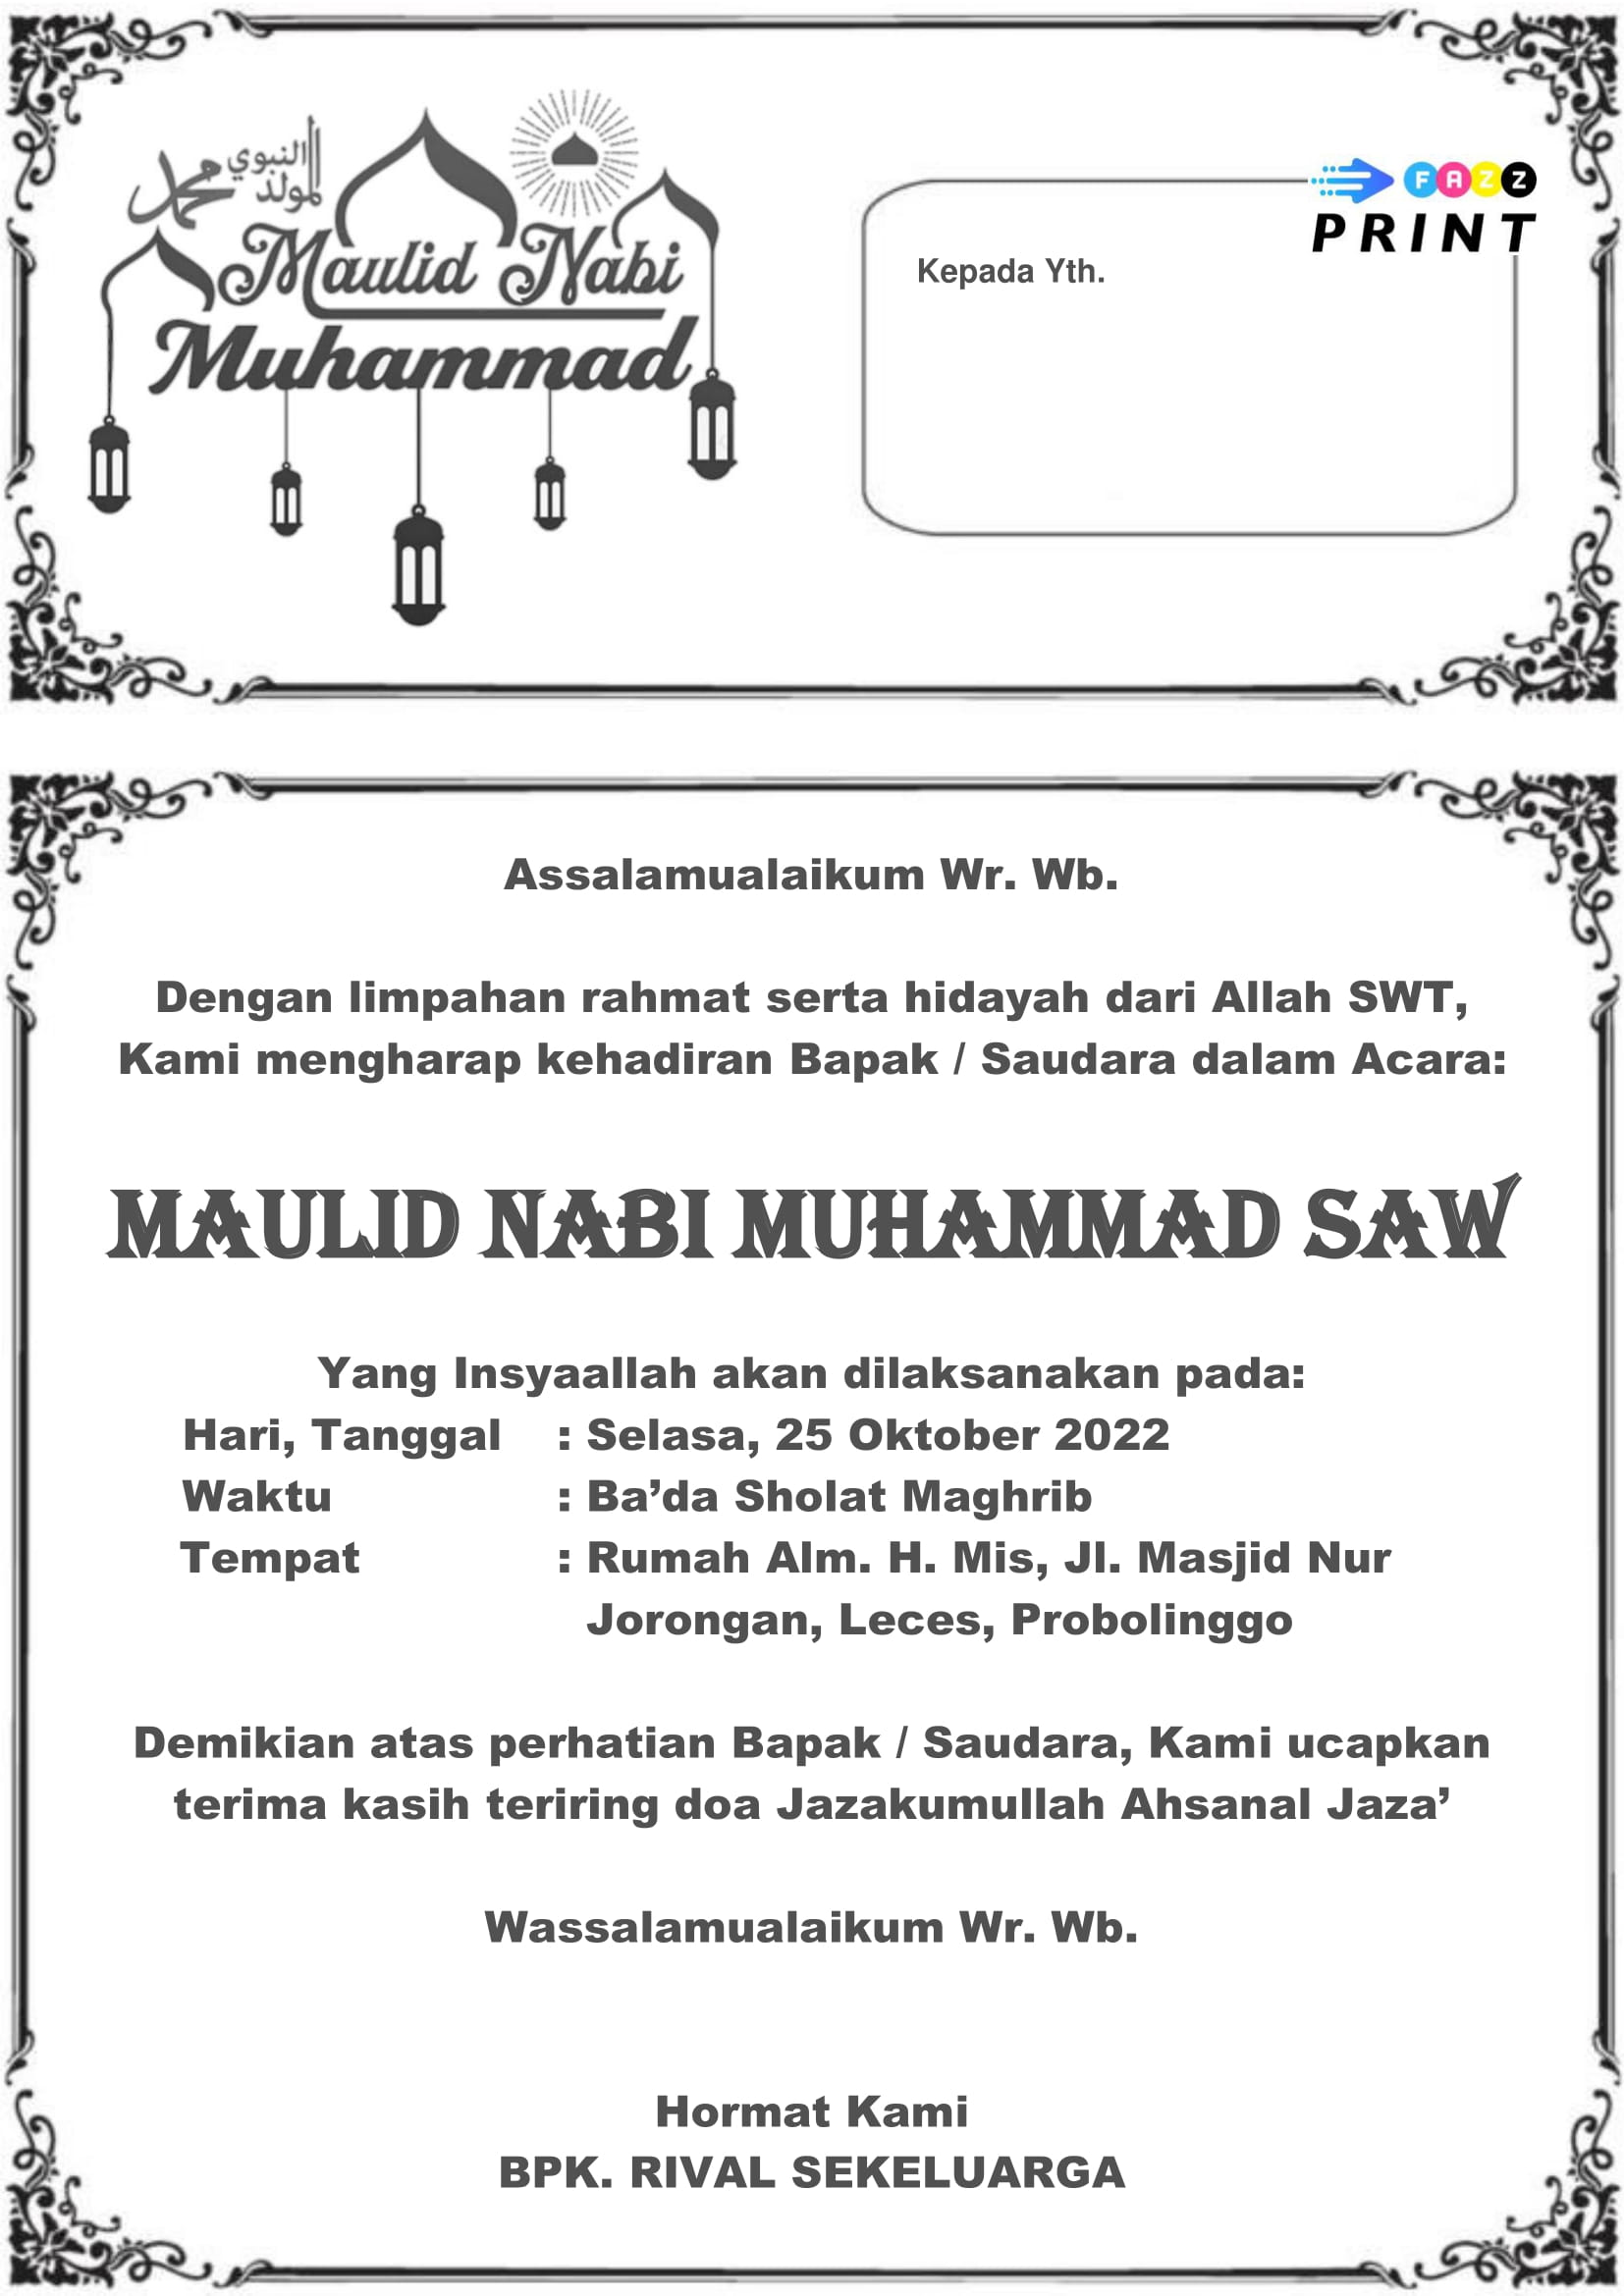 المولد النبوي
محمد
Maulid Nabi
Muhammad
FAZZ
PRINT
Kepada Yth.
Assalamualaikum Wr. Wb.
Dengan limpahan rahmat serta hidayah dari Allah SWT,
Kami mengharap kehadiran Bapak / Saudara dalam Acara:
MAULID NABI MUHAMMAD SAW
Yang Insyaallah akan dilaksanakan pada:
Hari, Tanggal : Selasa, 25 Oktober 2022
Waktu : Ba’da Sholat Maghrib
Tempat : Rumah Alm. H. Mis, Jl. Masjid Nur
Jorongan, Leces, Probolinggo
Demikian atas perhatian Bapak / Saudara, Kami ucapkan
terima kasih teriring doa Jazakumullah Ahsanal Jaza’
Wassalamualaikum Wr. Wb.
Hormat Kami
BPK. RIVAL SEKELUARGA